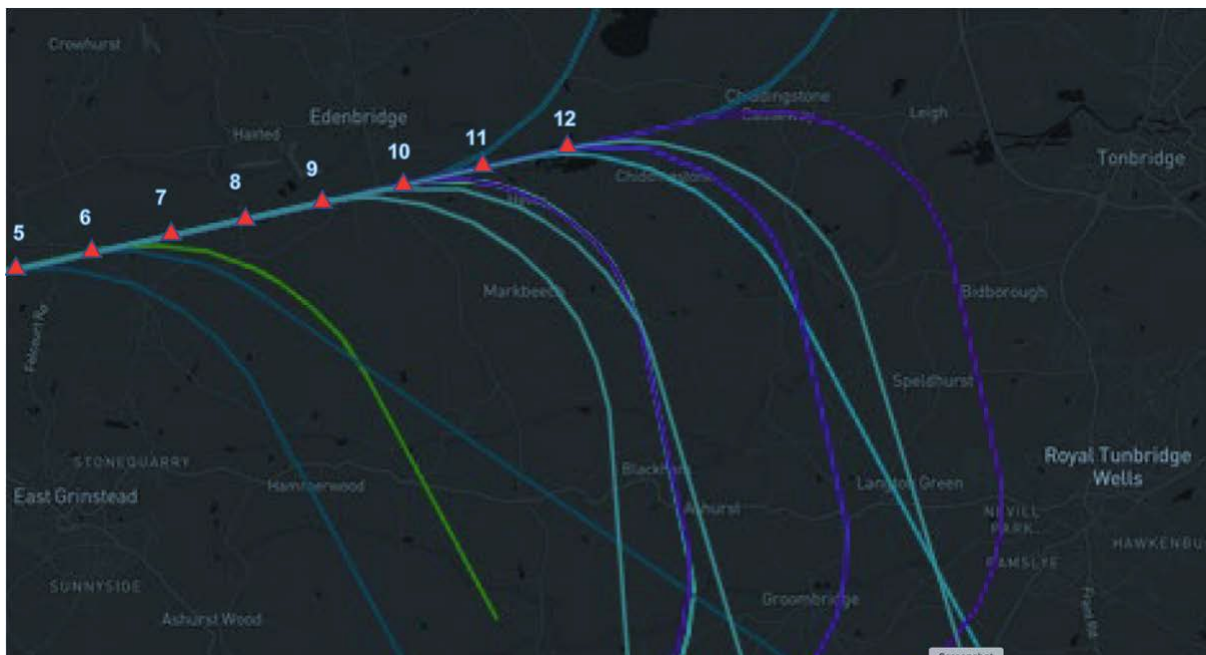 Crowhurst
Edenbridge
Haxted
Chiddingstone
Causeway
Leigh
Tonbridge
12
11
10
9
8
7
6
5
Chiddingstone
Markbeech
Bidborough
Felcourt Rd
Speldhurst
STONEQUARRY
East Grinstead
Hammerwood
Blackham
Ashurst
Langton Green
Royal Tunbridge
Wells
NEVILL
PARK
RAMSLYE
HAWKENBU
SUNNYSIDE
Ashurst Wood
Groombridge